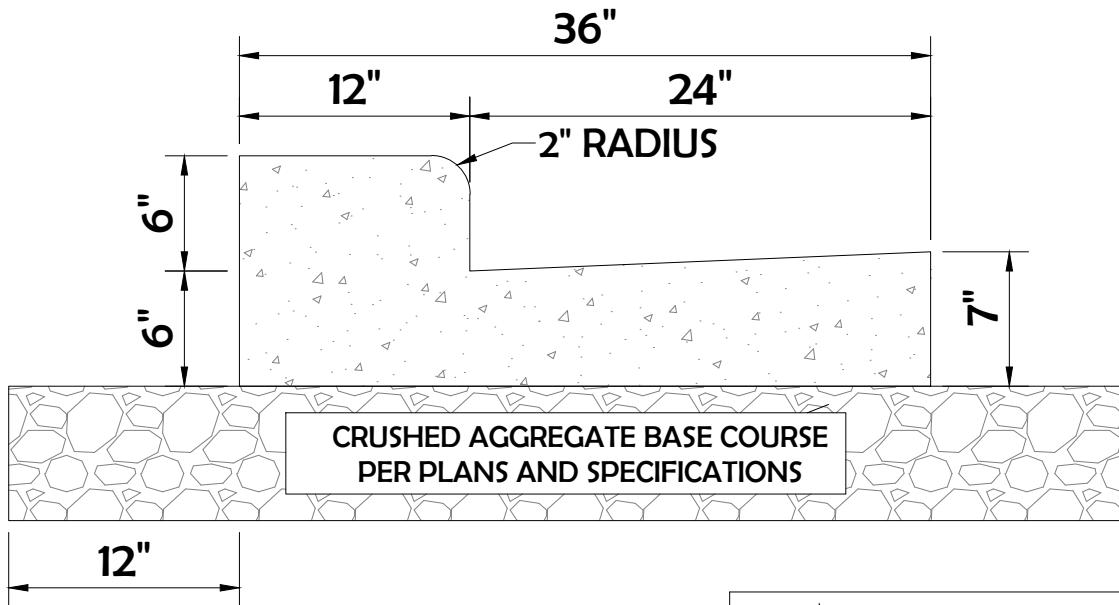 36"
12"
24"
2" RADIUS
6"
6"
7"
CRUSHED AGGREGATE BASE COURSE
PER PLANS AND SPECIFICATIONS
12"